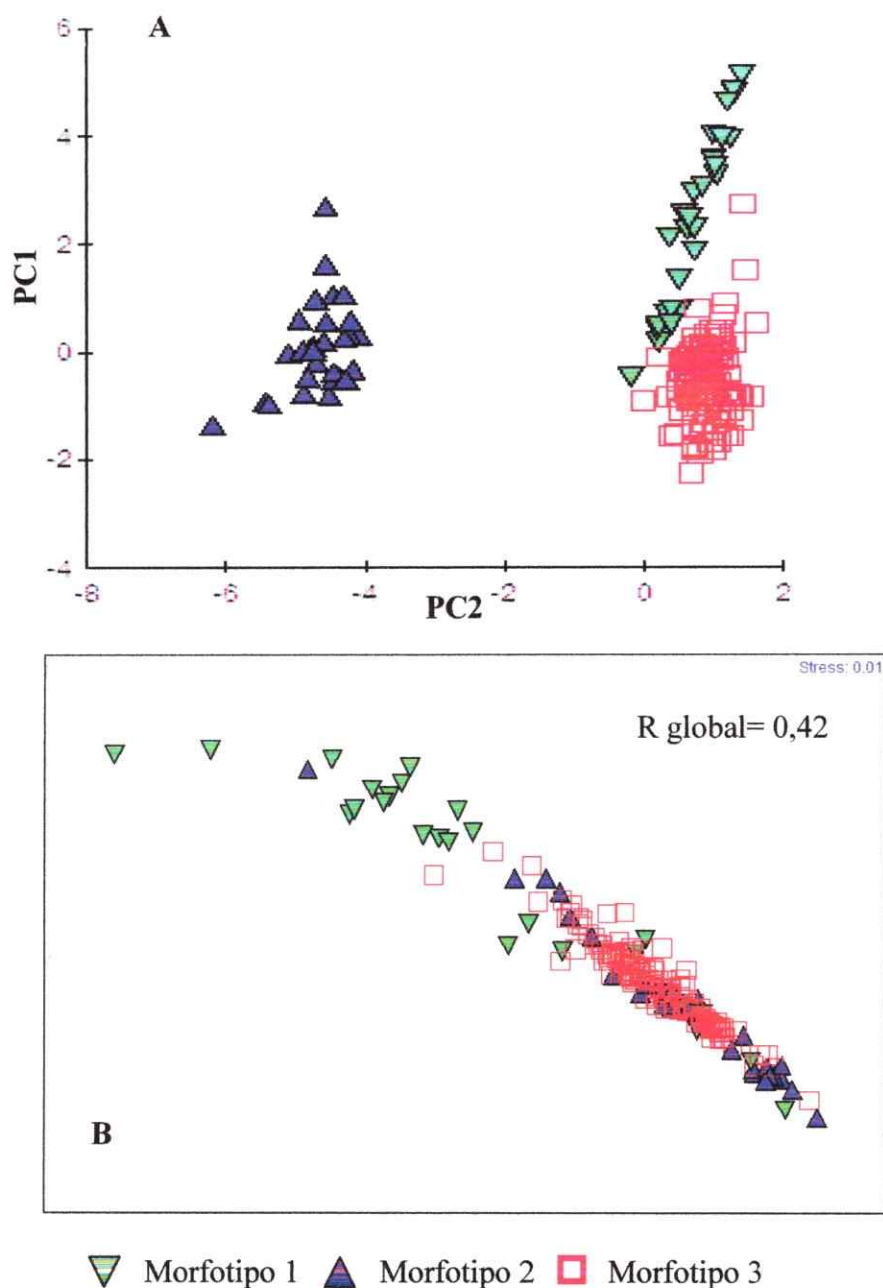 A
6
4
2
0
-2
-4
PC1
-8 -6 -4 -2 0 2
PC2
Stress: 0.01
R global= 0,42
B
Morfotipo 1 Morfotipo 2 Morfotipo 3